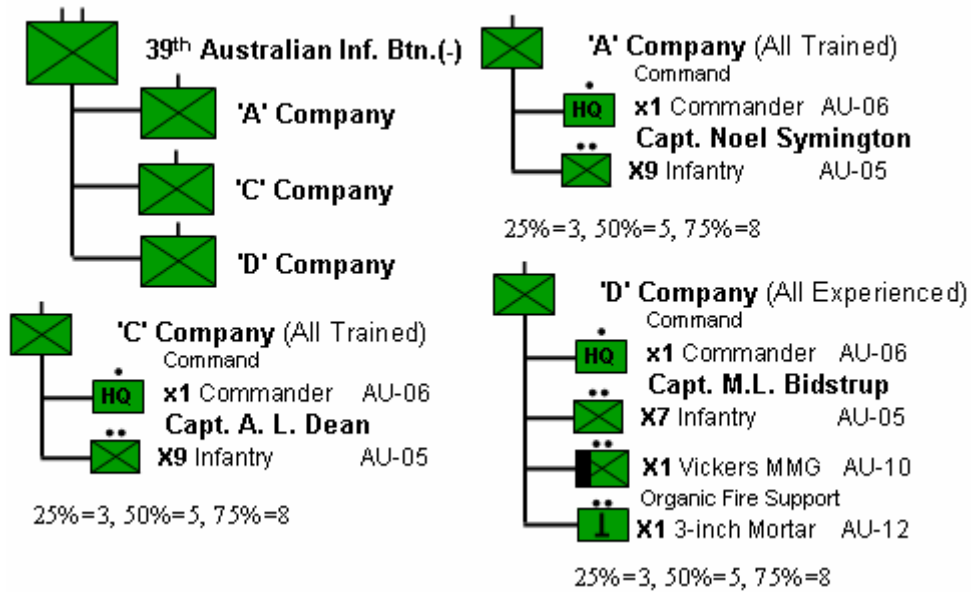 39th Australian Inf. Btn.(-)
'A' Company
'C' Company
'D' Company
'A' Company (All Trained)
Command
HQ x1 Commander AU-06
Capt. Noel Symington
X9 Infantry AU-05
25%=3, 50%=5, 75%=8
'C' Company (All Trained)
Command
HQ x1 Commander AU-06
Capt. A. L. Dean
X9 Infantry AU-05
25%=3, 50%=5, 75%=8
'D' Company (All Experienced)
Command
HQ x1 Commander AU-06
Capt. M.L. Bidstrup
X7 Infantry AU-05
X1 Vickers MMG AU-10
Organic Fire Support
X1 3-inch Mortar AU-12
25%=3, 50%=5, 75%=8